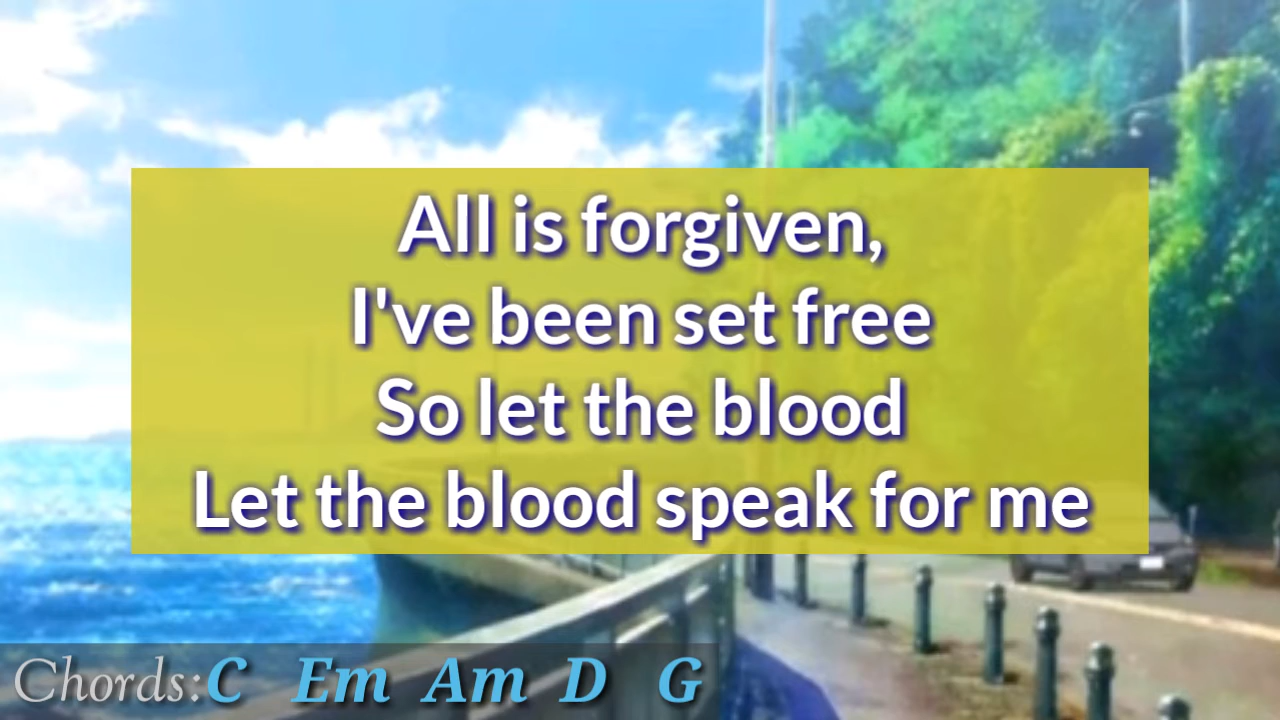 All is forgiven,
I've been set free
So let the blood
Let the blood speak for me
Chords: C Em Am D G